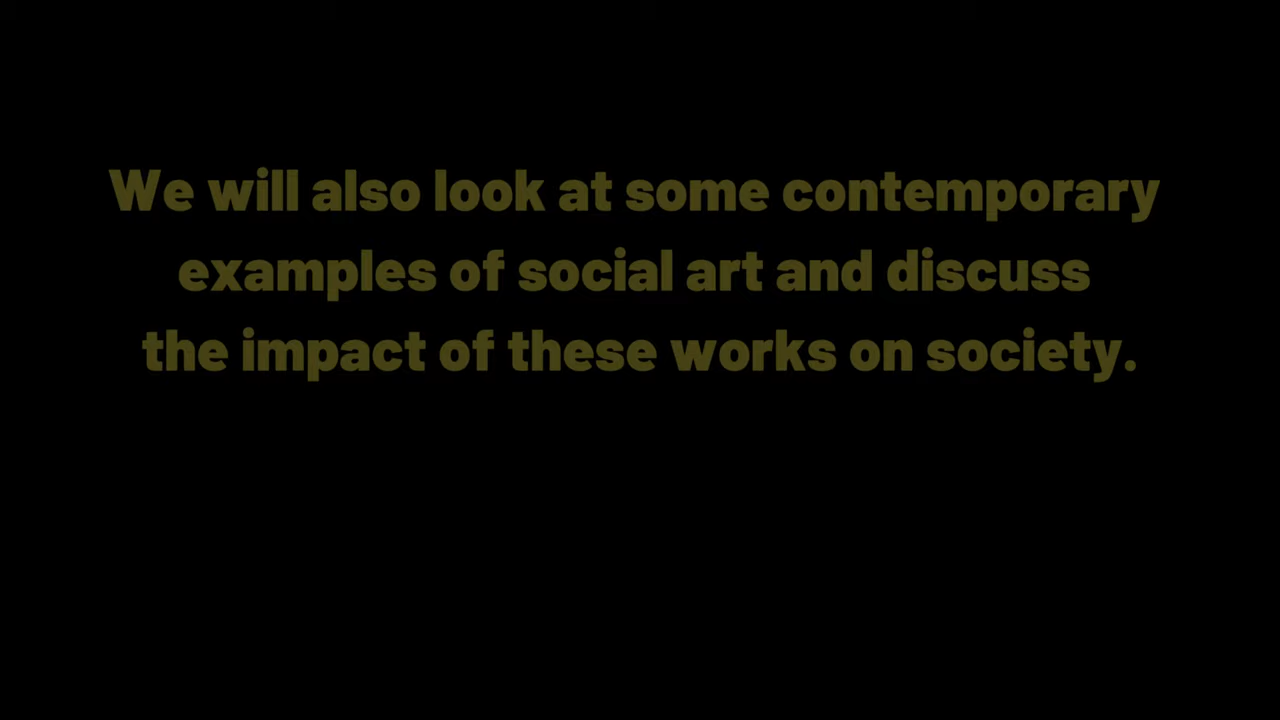 We will also look at some contemporary
examples of social art and discuss
the impact of these works on society.